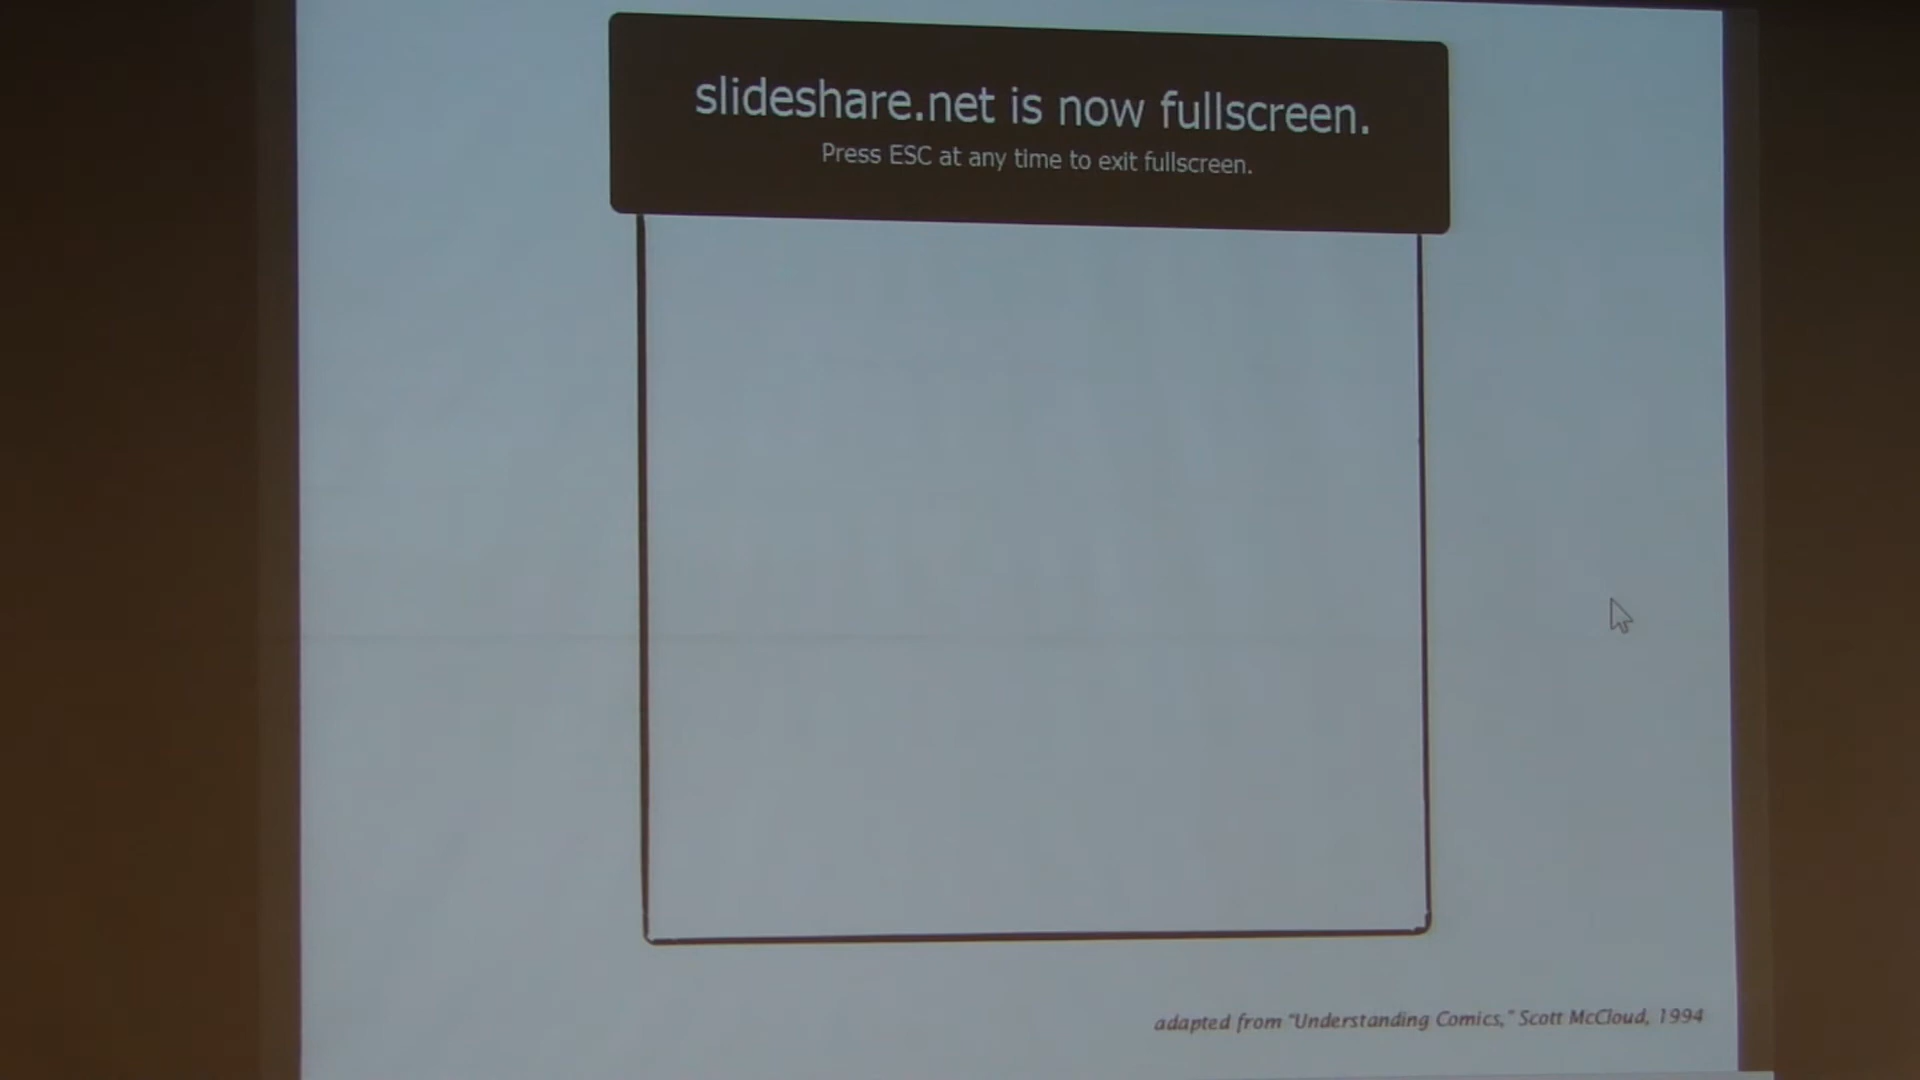 slideshare.net is now fullscreen.
Press ESC at any time to exit fullscreen.
adapted from "Understanding Comics," Scott McCloud, 1994